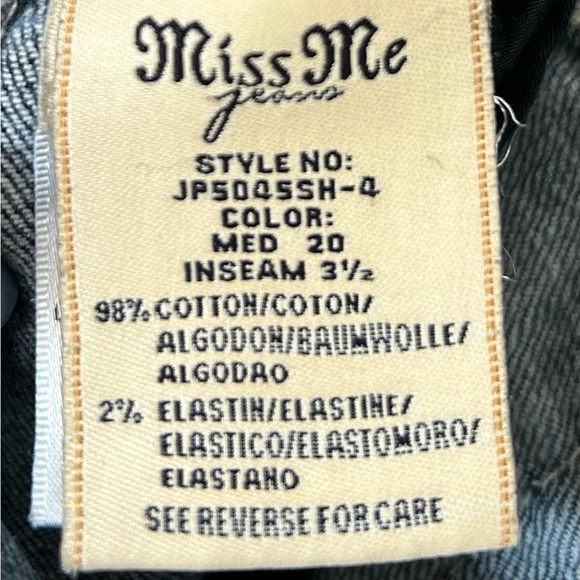 Miss Me
jeans
STYLE NO:
JP5045SH-4
COLOR:
MED 20
INSEAM 3½
98% COTTON/COTON/
ALGODON/BAUMWOLLE/
ALGODAO
2% ELASTIN/ELASTINE/
ELASTICO/ELASTOMORO/
ELASTANO
SEE REVERSE FOR CARE